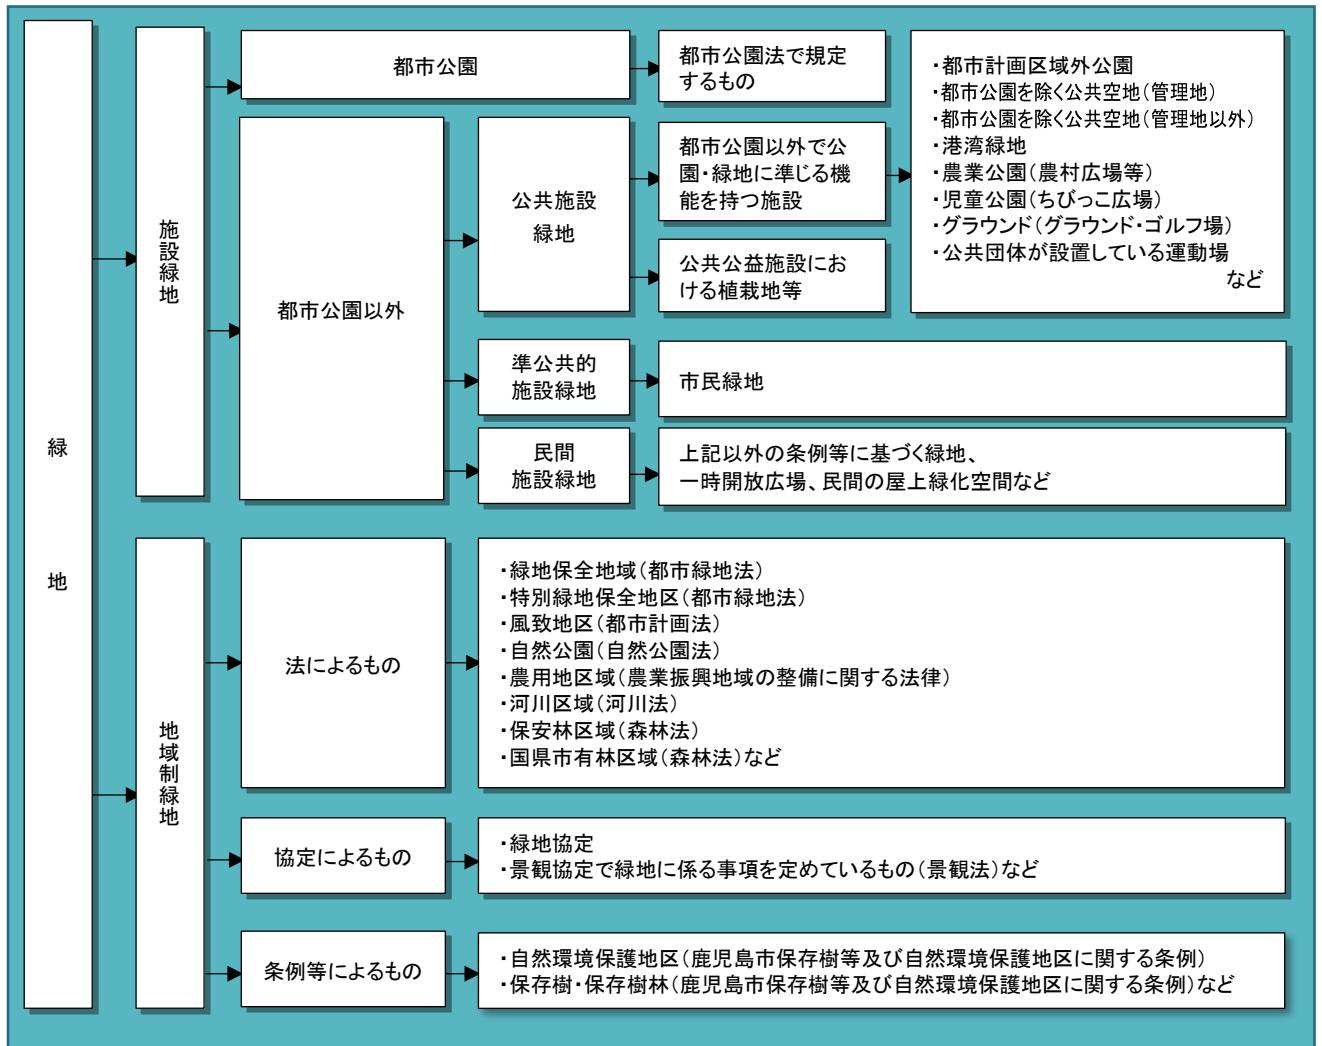 緑地
施設緑地
都市公園
都市公園法で規定
するもの
都市公園以外
公共施設
緑地
都市公園以外で公
園・緑地に準じる機
能を持つ施設
・都市計画区域外公園
・都市公園を除く公共空地（管理地）
・都市公園を除く公共空地（管理地以外）
・港湾緑地
・農業公園（農村広場等）
・児童公園（ちびっこ広場）
・グラウンド（グラウンド・ゴルフ場）
・公共団体が設置している運動場
など
公共公益施設にお
ける植栽地等
準公共的
施設緑地
市民緑地
民間
施設緑地
上記以外の条例等に基づく緑地、
一時開放広場、民間の屋上緑化空間など
地域制緑地
法によるもの
・緑地保全地域（都市緑地法）
・特別緑地保全地区（都市緑地法）
・風致地区（都市計画法）
・自然公園（自然公園法）
・農用地区域（農業振興地域の整備に関する法律）
・河川区域（河川法）
・保安林区域（森林法）
・国県市有林区域（森林法）など
協定によるもの
・緑地協定
・景観協定で緑地に係る事項を定めているもの（景観法）など
条例等によるもの
・自然環境保護地区（鹿児島市保存樹等及び自然環境保護地区に関する条例）
・保存樹・保存樹林（鹿児島市保存樹等及び自然環境保護地区に関する条例）など